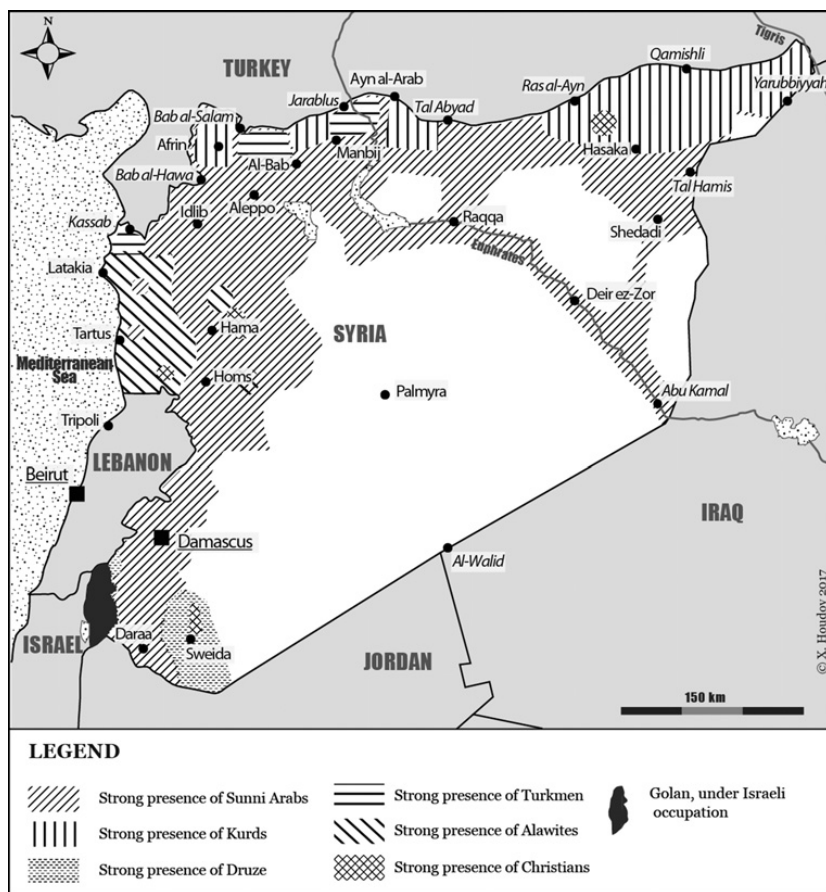 N
Tigris
TURKEY
Qamishli
Ayn al-Arab
Jarablus
Ras al-Ayn
Yarubbiyyah
Bab al-Salam
Tal Abyad
Afrin
Manbij
Hasaka
Al-Bab
Bab al-Hawa
Tal Hamis
Aleppo
Kassab
Idlib
Raqqa
Shedadi
Euphrates
Latakia
Deir ez-Zor
Hama
SYRIA
Tartus
Mediterranean
Sea
Homs
Palmyra
Abu Kamal
Tripoli
LEBANON
Beirut
IRAQ
Damascus
Al-Walid
Daraa
ISRAEL
Sweida
JORDAN
© X. Houdoy 2017
150 km
LEGEND
Strong presence of Sunni Arabs
Strong presence of Kurds
Strong presence of Druze
Strong presence of Turkmen
Strong presence of Alawites
Strong presence of Christians
Golan, under Israeli
occupation